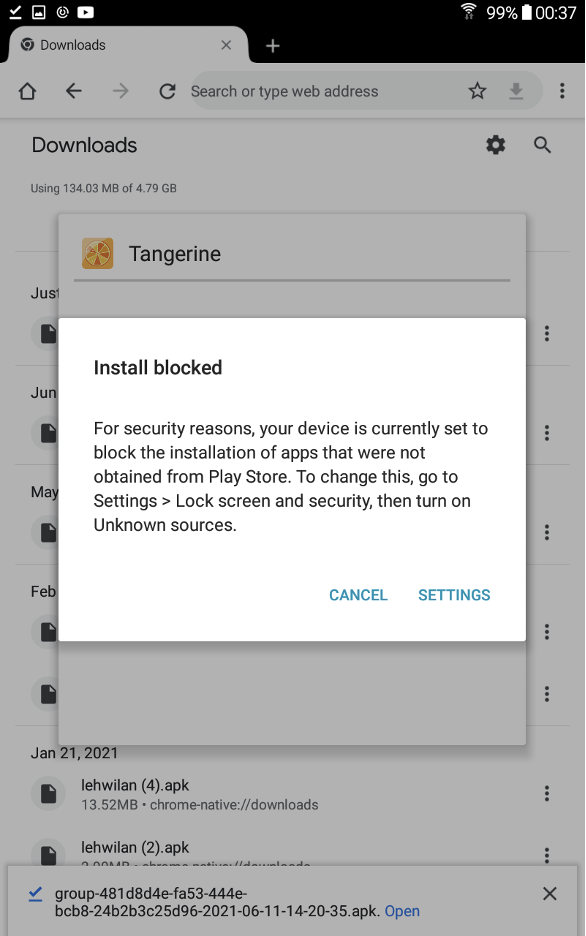 99% 00:37
Downloads
Search or type web address
Downloads
Using 134.03 MB of 4.79 GB
Tangerine
Just
Jun
May
Feb
Install blocked
For security reasons, your device is currently set to
block the installation of apps that were not
obtained from Play Store. To change this, go to
Settings > Lock screen and security, then turn on
Unknown sources.
CANCEL SETTINGS
Jan 21, 2021
lehwilan (4).apk
13.52MB • chrome-native://downloads
lehwilan (2).apk
group-481d8d4e-fa53-444e-
bcb8-24b2b3c25d96-2021-06-11-14-20-35.apk. Open